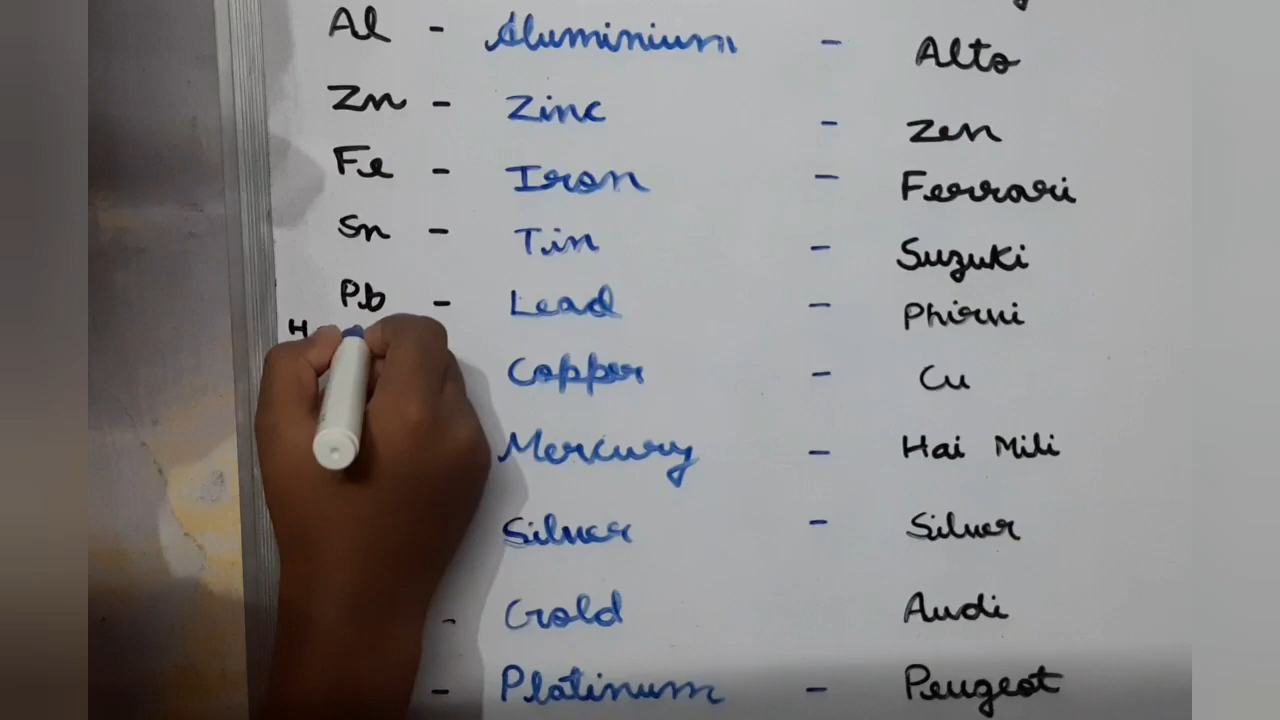 Al - Aluminium - Alto
Zn - Zinc - Zen
Fe - Iron - Ferrari
Sn - Tin - Suzuki
Pb - Lead - Phirni
H
Copper - Cu
Mercury - Hai Mili
Silver - Silver
- Gold Audi
- Platinum - Peugeot